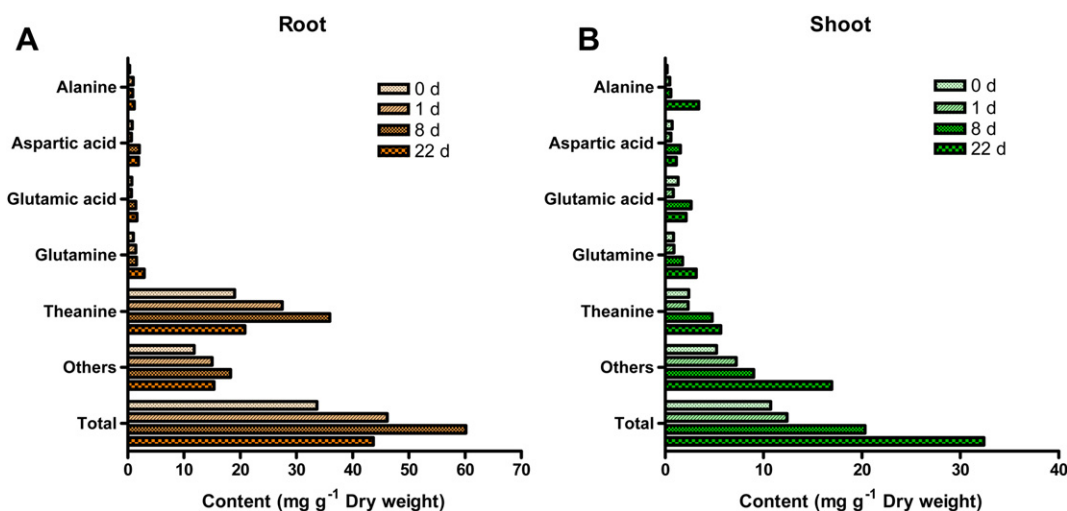 A
Root
Alanine
Aspartic acid
Glutamic acid
Glutamine
Theanine
Others
Total
0 d
1 d
8 d
22 d
0 10 20 30 40 50 60 70
Content (mg g⁻¹ Dry weight)
B
Shoot
Alanine
Aspartic acid
Glutamic acid
Glutamine
Theanine
Others
Total
0 d
1 d
8 d
22 d
0 10 20 30 40
Content (mg g⁻¹ Dry weight)